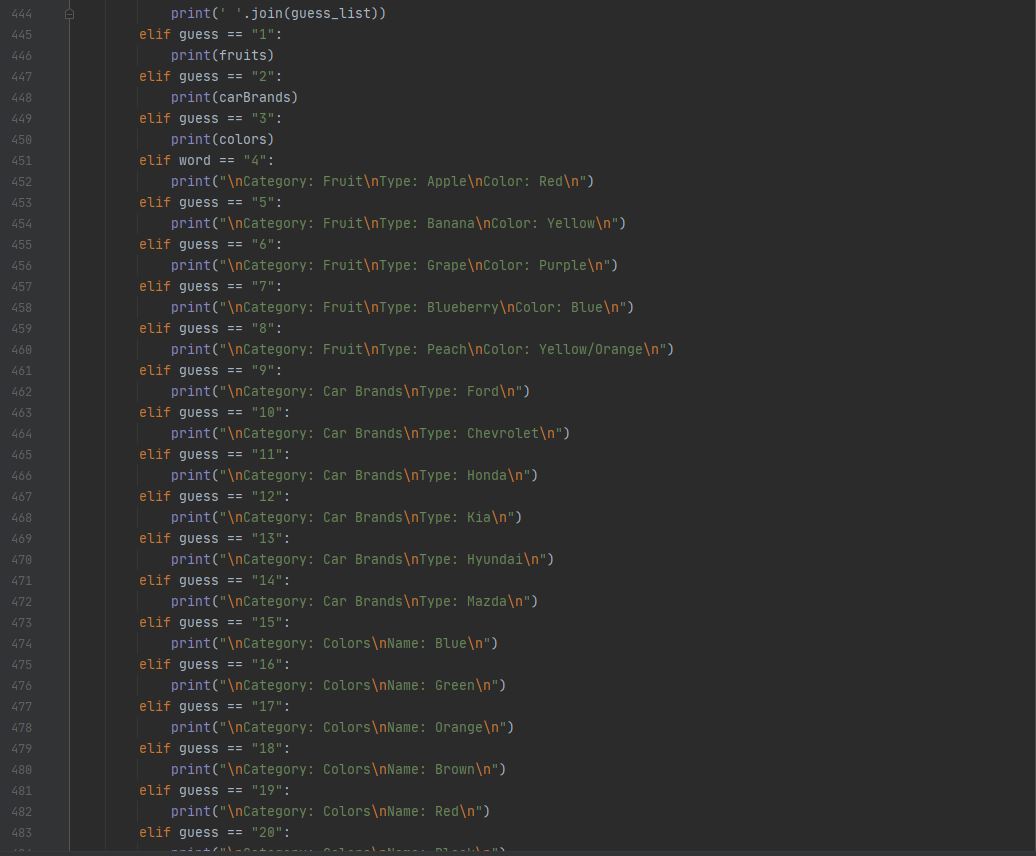 444 print(' '.join(guess_list))
445 elif guess == "1":
446 print(fruits)
447 elif guess == "2":
448 print(carBrands)
449 elif guess == "3":
450 print(colors)
451 elif word == "4":
452 print("\nCategory: Fruit\nType: Apple\nColor: Red\n")
453 elif guess == "5":
454 print("\nCategory: Fruit\nType: Banana\nColor: Yellow\n")
455 elif guess == "6":
456 print("\nCategory: Fruit\nType: Grape\nColor: Purple\n")
457 elif guess == "7":
458 print("\nCategory: Fruit\nType: Blueberry\nColor: Blue\n")
459 elif guess == "8":
460 print("\nCategory: Fruit\nType: Peach\nColor: Yellow/Orange\n")
461 elif guess == "9":
462 print("\nCategory: Car Brands\nType: Ford\n")
463 elif guess == "10":
464 print("\nCategory: Car Brands\nType: Chevrolet\n")
465 elif guess == "11":
466 print("\nCategory: Car Brands\nType: Honda\n")
467 elif guess == "12":
468 print("\nCategory: Car Brands\nType: Kia\n")
469 elif guess == "13":
470 print("\nCategory: Car Brands\nType: Hyundai\n")
471 elif guess == "14":
472 print("\nCategory: Car Brands\nType: Mazda\n")
473 elif guess == "15":
474 print("\nCategory: Colors\nName: Blue\n")
475 elif guess == "16":
476 print("\nCategory: Colors\nName: Green\n")
477 elif guess == "17":
478 print("\nCategory: Colors\nName: Orange\n")
479 elif guess == "18":
480 print("\nCategory: Colors\nName: Brown\n")
481 elif guess == "19":
482 print("\nCategory: Colors\nName: Red\n")
483 elif guess == "20":